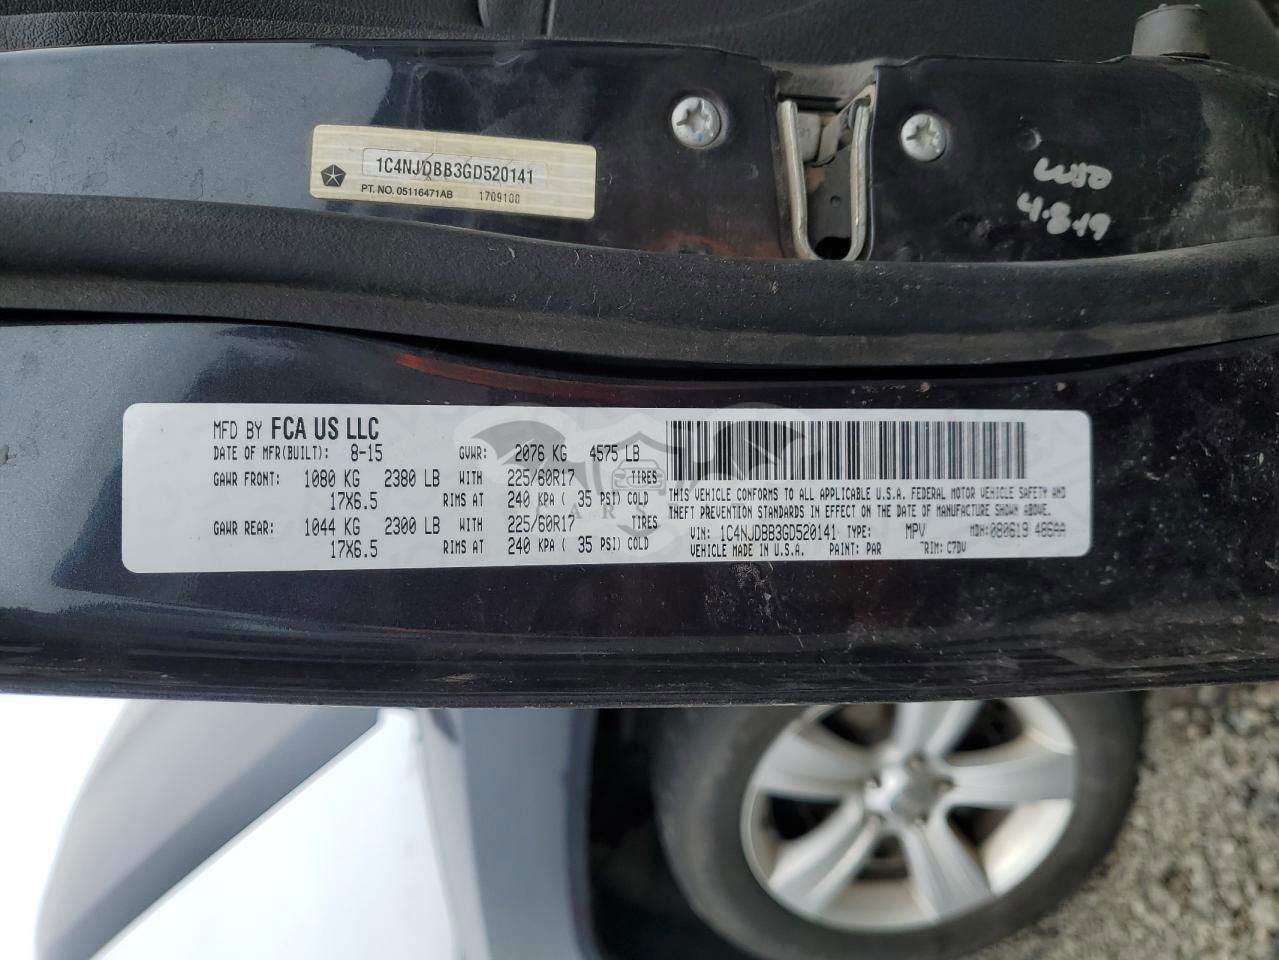 1C4NJDBB3GD520141
PT. NO. 05116471AB 1709100
4.8.19
MFD BY FCA US LLC
DATE OF MFR(BUILT): 8-15 GVWR: 2076 KG 4575 LB
GAWR FRONT: 1080 KG 2380 LB WITH 225/60R17 TIRES
17X6.5 RIMS AT 240 KPA ( 35 PSI) COLD
GAWR REAR: 1044 KG 2300 LB WITH 225/60R17 TIRES
17X6.5 RIMS AT 240 KPA ( 35 PSI) COLD
THIS VEHICLE CONFORMS TO ALL APPLICABLE U.S.A. FEDERAL MOTOR VEHICLE SAFETY AND
THEFT PREVENTION STANDARDS IN EFFECT ON THE DATE OF MANUFACTURE SHOWN ABOVE.
VIN: 1C4NJDBB3GD520141 TYPE: MPV MDH: 080619 486AA
VEHICLE MADE IN U.S.A. PAINT: PAR TRIM: C7DV